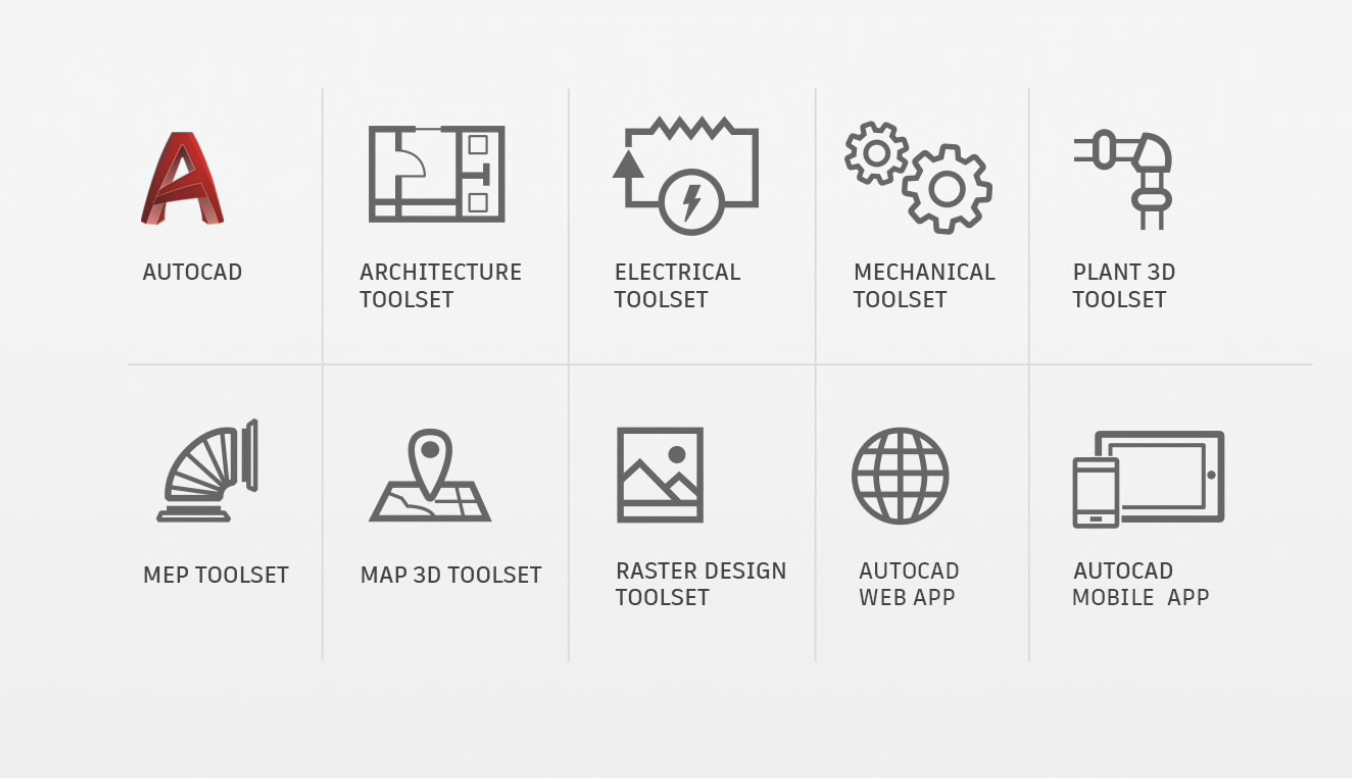 AUTOCAD
ARCHITECTURE
TOOLSET
ELECTRICAL
TOOLSET
MECHANICAL
TOOLSET
PLANT 3D
TOOLSET
MEP TOOLSET
MAP 3D TOOLSET
RASTER DESIGN
TOOLSET
AUTOCAD
WEB APP
AUTOCAD
MOBILE APP